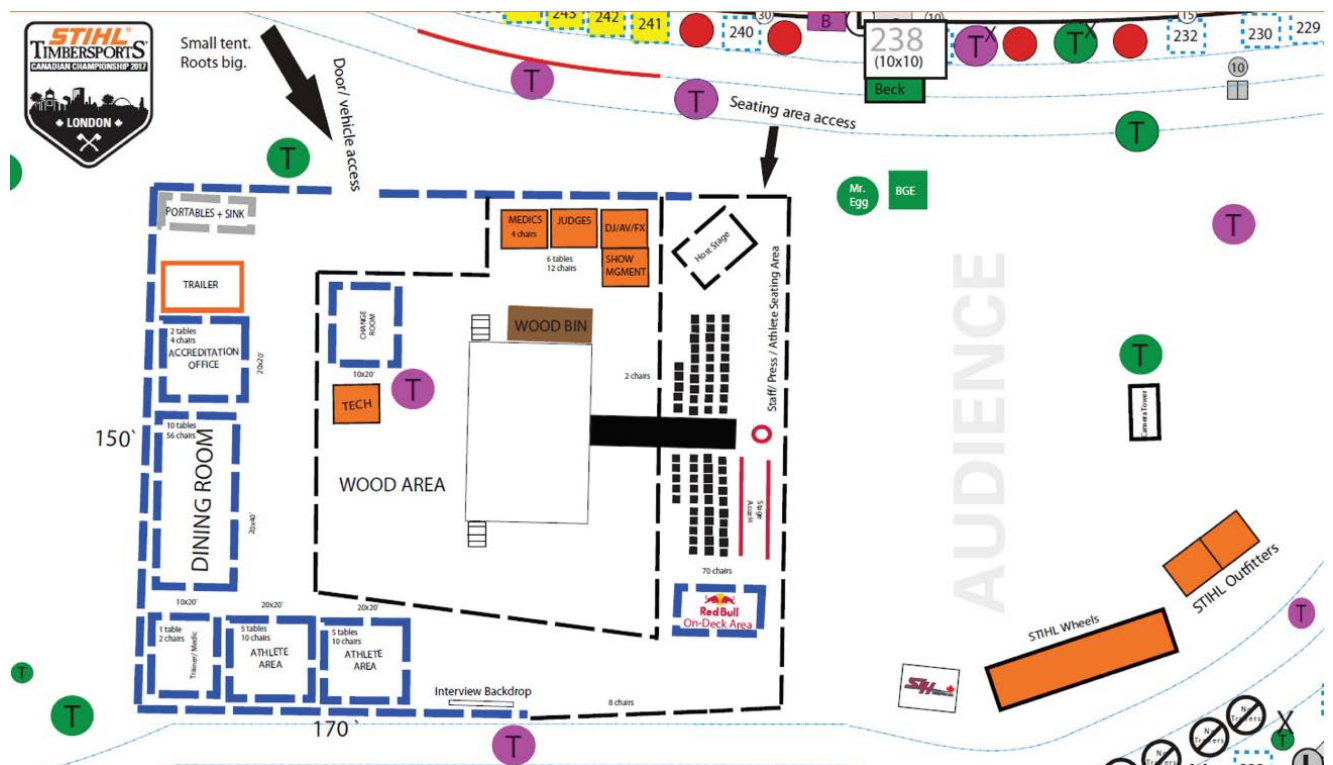 STIHL
TIMBERSPORTS®
CANADIAN CHAMPIONSHIP 2017
LONDON
Small tent.
Roots big.
Door/ vehicle access
243
242
241
240
30
B
L
10
238
(10x10)
Beck
T
X
T
X
15
232
230
229
10
T
T
Seating area access
T
T
Mr.
Egg
BGE
T
PORTABLES + SINK
TRAILER
2 tables
4 chairs
ACCREDITATION
OFFICE
20x20'
150`
10 tables
56 chairs
DINING ROOM
20x40'
MEDICS
4 chairs
JUDGES
DJ/AV/FX
6 tables
12 chairs
SHOW
MGMENT
Host Stage
CHANGE
ROOM
10x20'
TECH
T
WOOD BIN
2 chairs
Staff/ Press / Athlete Seating Area
WOOD AREA
Stage
Access
70 chairs
RedBull
On-Deck Area
AUDIENCE
T
Camera Tower
STIHL Outfitters
STIHL Wheels
T
10x20'
1 table
2 chairs
Trainer/ Medic
20x20'
5 tables
10 chairs
ATHLETE
AREA
20x20'
5 tables
10 chairs
ATHLETE
AREA
Interview Backdrop
8 chairs
170`
T
T
T
No
Trailers
X
T
L